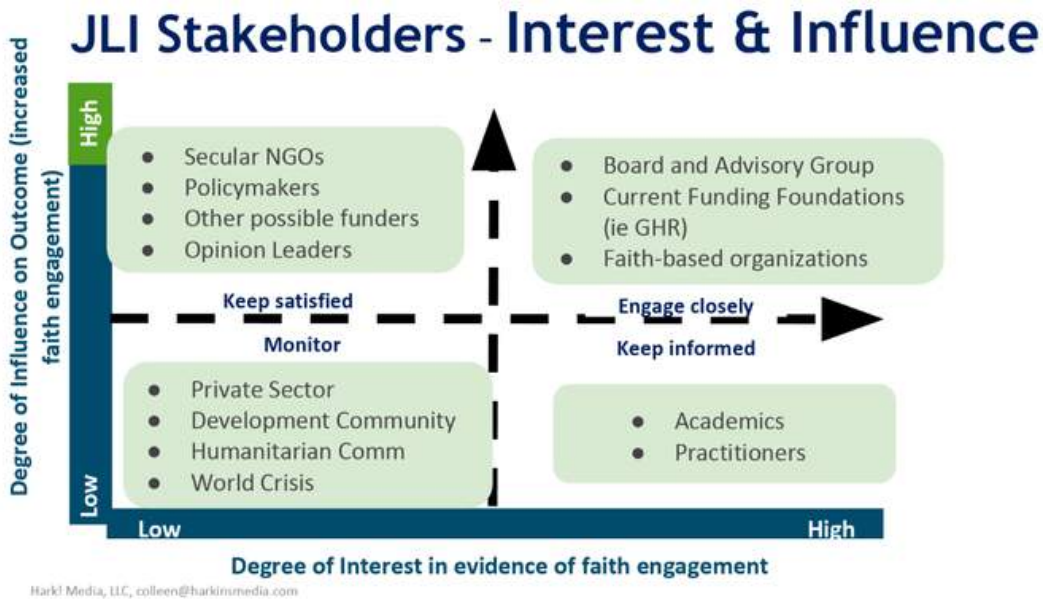 JLI Stakeholders - Interest & Influence
Degree of Influence on Outcome (increased
faith engagement)
High
Secular NGOs
Policymakers
Other possible funders
Opinion Leaders
Board and Advisory Group
Current Funding Foundations
(ie GHR)
Faith-based organizations
Keep satisfied
Engage closely
Monitor
Keep informed
Private Sector
Development Community
Humanitarian Comm
World Crisis
Academics
Practitioners
Low
Low
High
Degree of Interest in evidence of faith engagement
Hark! Media, LLC, colleen@harkinsmedia.com